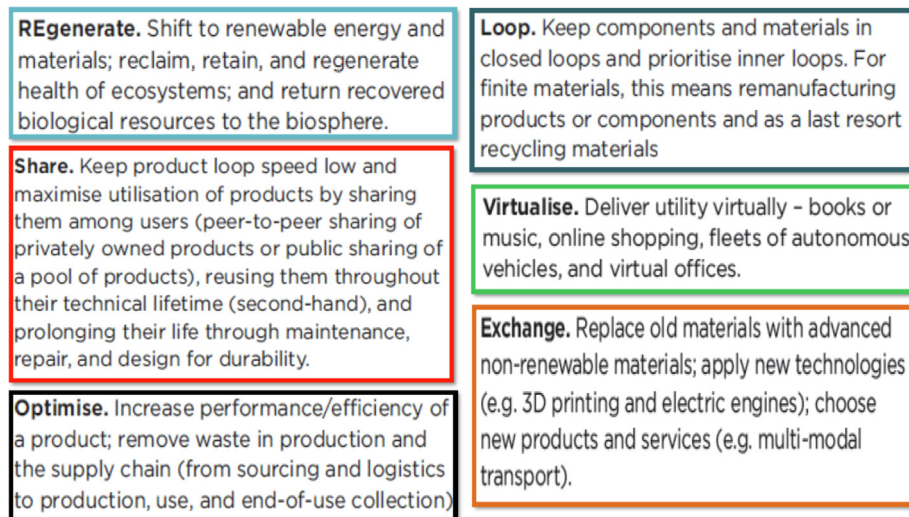 REgenerate. Shift to renewable energy and
materials; reclaim, retain, and regenerate
health of ecosystems; and return recovered
biological resources to the biosphere.
Share. Keep product loop speed low and
maximise utilisation of products by sharing
them among users (peer-to-peer sharing of
privately owned products or public sharing of
a pool of products), reusing them throughout
their technical lifetime (second-hand), and
prolonging their life through maintenance,
repair, and design for durability.
Optimise. Increase performance/efficiency of
a product; remove waste in production and
the supply chain (from sourcing and logistics
to production, use, and end-of-use collection)
Loop. Keep components and materials in
closed loops and prioritise inner loops. For
finite materials, this means remanufacturing
products or components and as a last resort
recycling materials
Virtualise. Deliver utility virtually – books or
music, online shopping, fleets of autonomous
vehicles, and virtual offices.
Exchange. Replace old materials with advanced
non-renewable materials; apply new technologies
(e.g. 3D printing and electric engines); choose
new products and services (e.g. multi-modal
transport).